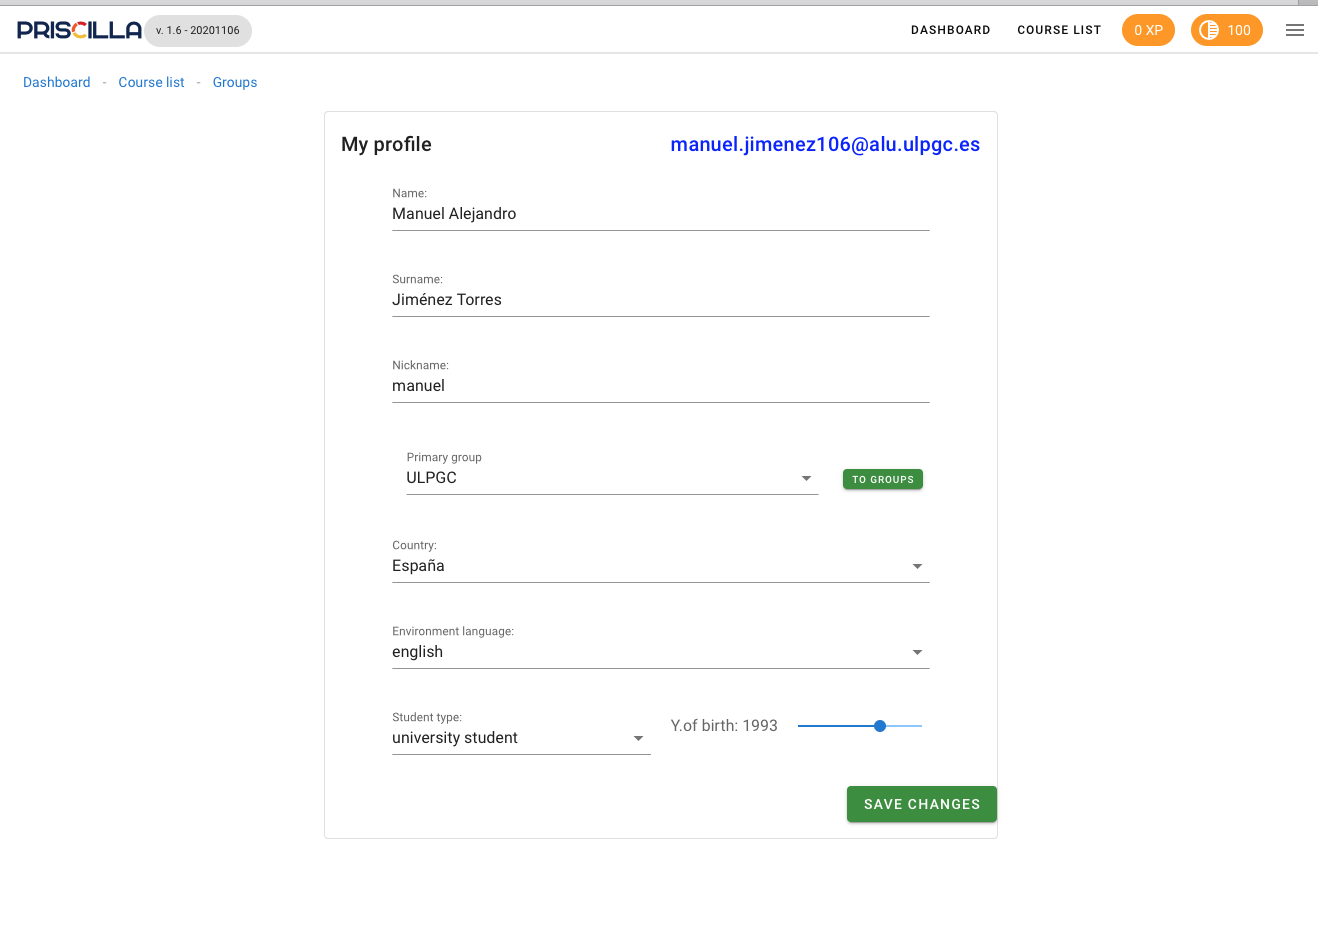 PRISCILLA v. 1.6 - 20201106 DASHBOARD COURSE LIST 0 XP 100
Dashboard - Course list - Groups
My profile manuel.jimenez106@alu.ulpgc.es
Name:
Manuel Alejandro
Surname:
Jiménez Torres
Nickname:
manuel
Primary group
ULPGC TO GROUPS
Country:
España
Environment language:
english
Student type:
university student Y.of birth: 1993
SAVE CHANGES